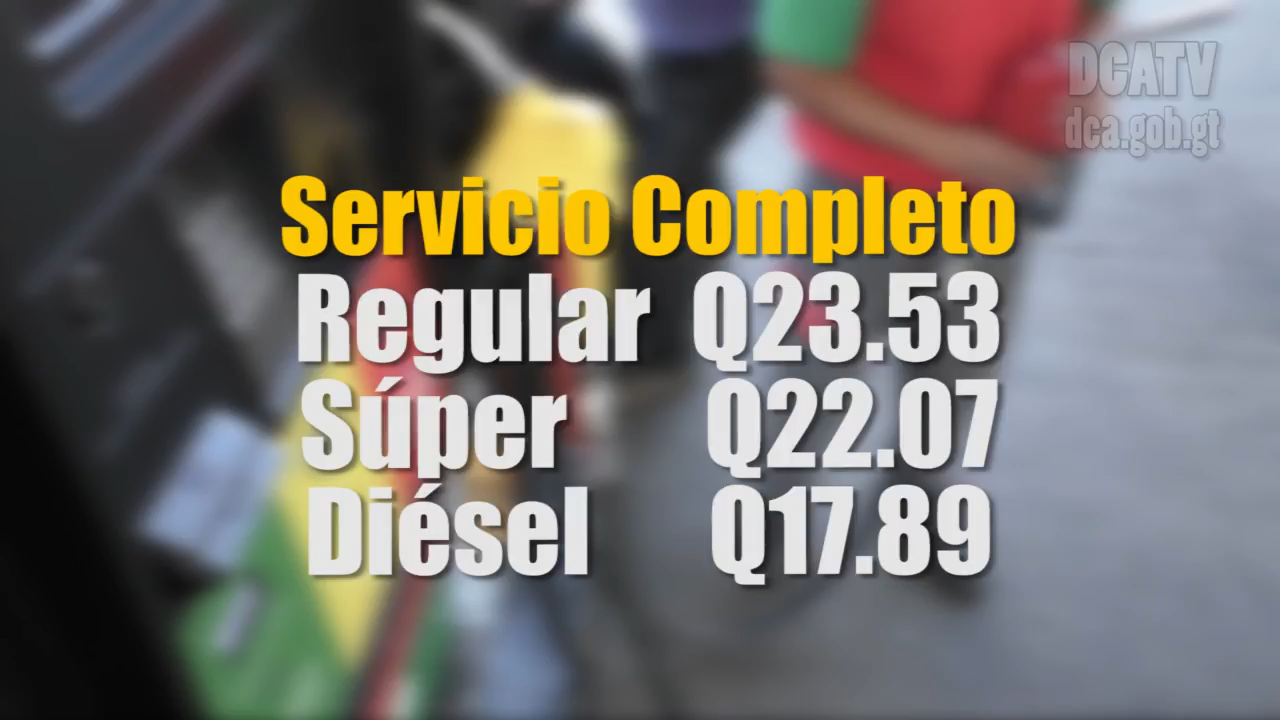 DCATV
dca.gob.gt
Servicio Completo
Regular Q23.53
Súper Q22.07
Diésel Q17.89